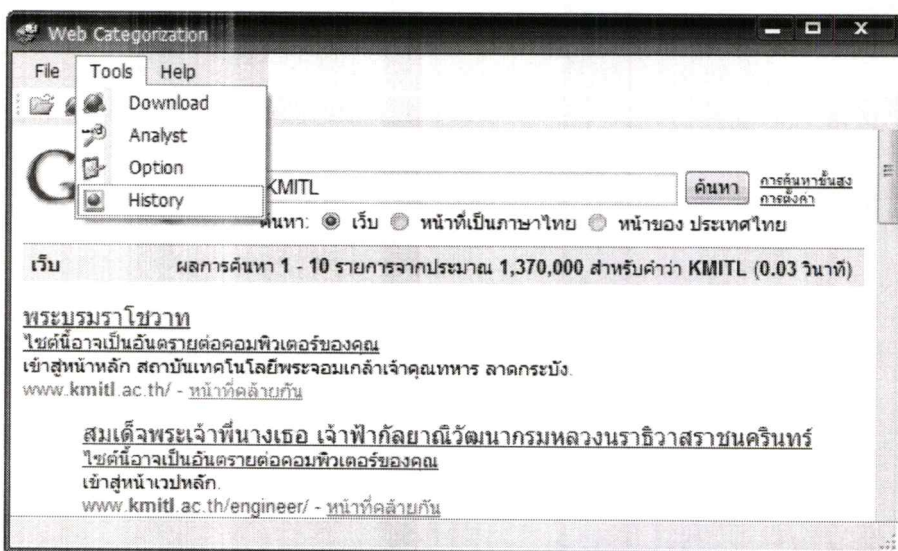 Web Categorization
File Tools Help
Download
Analyst
Option
History
G
KMITL ค้นหา การค้นหาขั้นสูง
การตั้งค่า
ค้นหา: เว็บ หน้าที่เป็นภาษาไทย หน้าของ ประเทศไทย
เว็บ ผลการค้นหา 1 - 10 รายการจากประมาณ 1,370,000 สำหรับคำว่า KMITL (0.03 วินาที)
พระบรมราโชวาท
ไซต์นี้อาจเป็นอันตรายต่อคอมพิวเตอร์ของคุณ
เข้าสู่หน้าหลัก สถาบันเทคโนโลยีพระจอมเกล้าเจ้าคุณทหาร ลาดกระบัง.
www.kmitl.ac.th/ - หน้าที่คล้ายกัน
สมเด็จพระเจ้าพี่นางเธอ เจ้าฟ้ากัลยาณิวัฒนากรมหลวงนราธิวาสราชนครินทร์
ไซต์นี้อาจเป็นอันตรายต่อคอมพิวเตอร์ของคุณ
เข้าสู่หน้าเวปหลัก.
www.kmitl.ac.th/engineer/ - หน้าที่คล้ายกัน